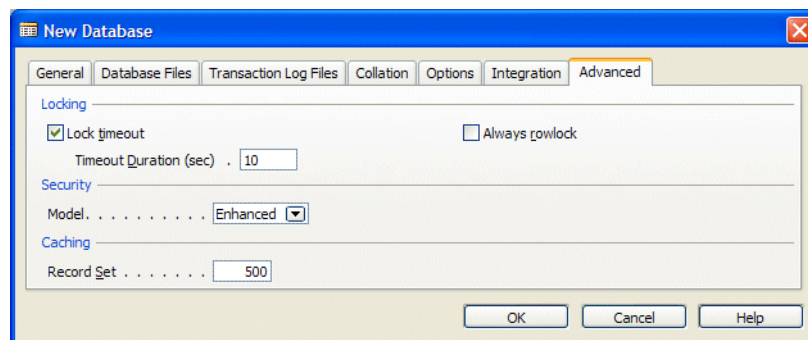 New Database
General Database Files Transaction Log Files Collation Options Integration Advanced
Locking
Lock timeout Always rowlock
Timeout Duration (sec) . 10
Security
Model. . . . . . . . . . Enhanced
Caching
Record Set . . . . . . . 500
OK Cancel Help